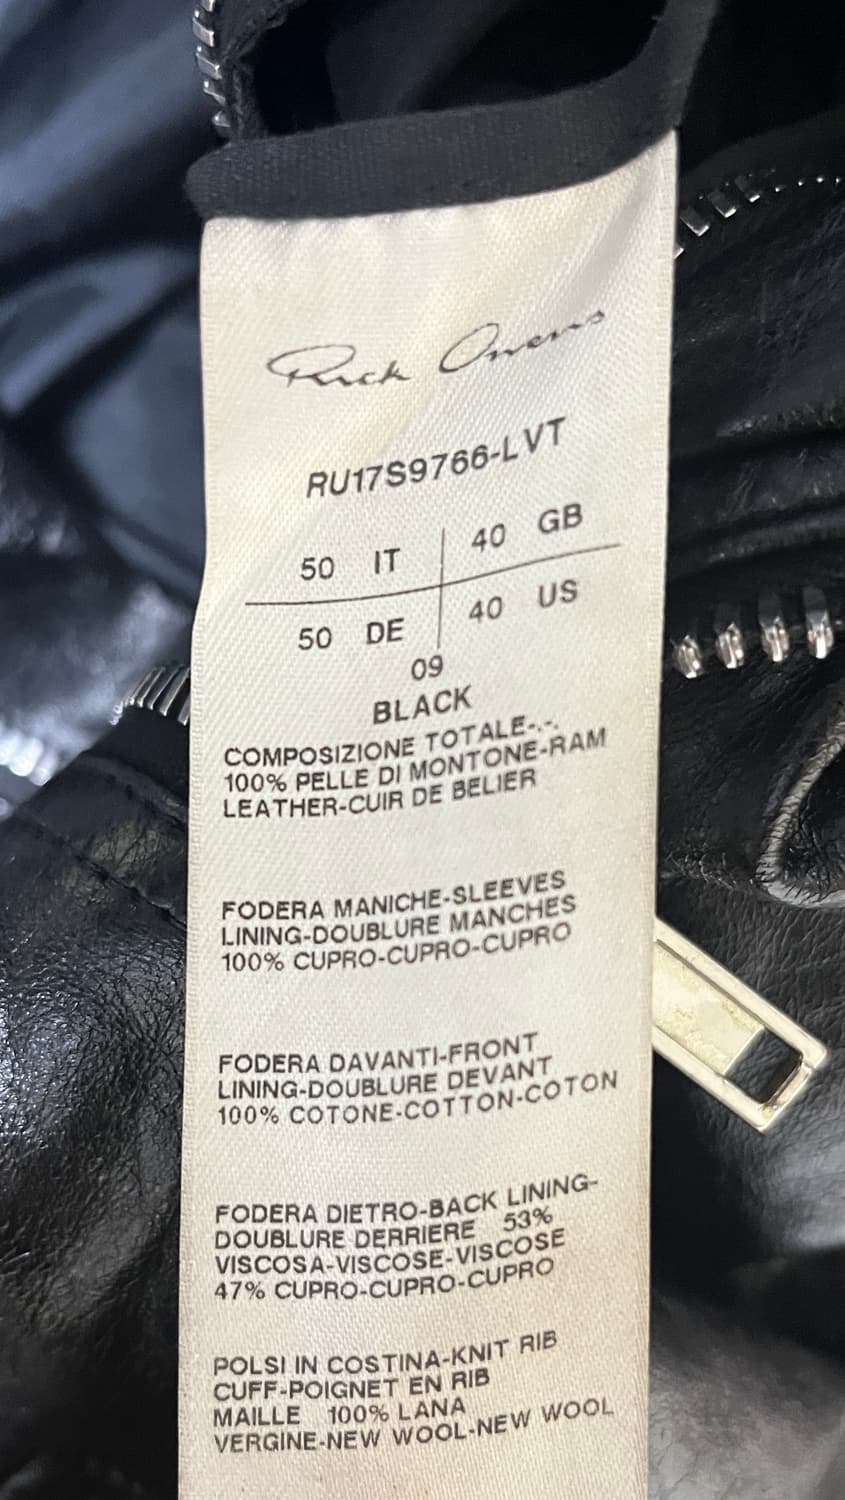 Rick Owens
RU17S9766-LVT
50 IT 40 GB
50 DE 40 US
09
BLACK
COMPOSIZIONE TOTALE-.-.
100% PELLE DI MONTONE-RAM
LEATHER-CUIR DE BELIER
FODERA MANICHE-SLEEVES
LINING-DOUBLURE MANCHES
100% CUPRO-CUPRO-CUPRO
FODERA DAVANTI-FRONT
LINING-DOUBLURE DEVANT
100% COTONE-COTTON-COTON
FODERA DIETRO-BACK LINING-
DOUBLURE DERRIERE 53%
VISCOSA-VISCOSE-VISCOSE
47% CUPRO-CUPRO-CUPRO
POLSI IN COSTINA-KNIT RIB
CUFF-POIGNET EN RIB
MAILLE 100% LANA
VERGINE-NEW WOOL-NEW WOOL